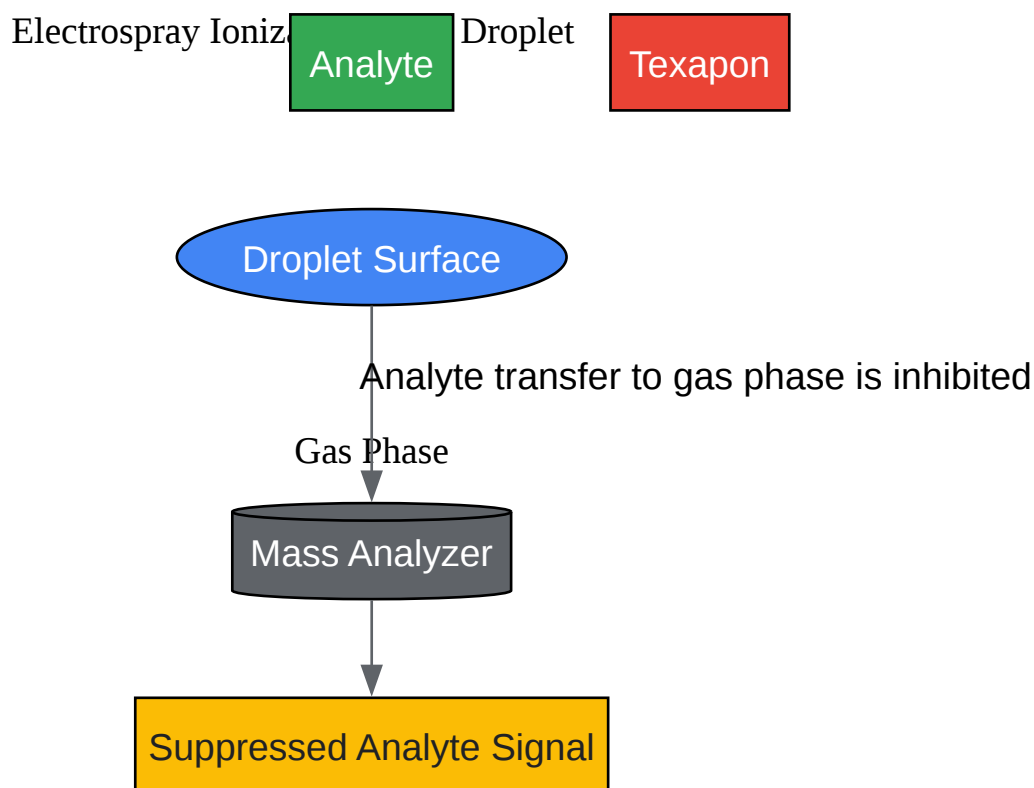 Electrospray Ioniza Droplet
Analyte
Texapon
Droplet Surface
Analyte transfer to gas phase is inhibited
Gas Phase
Mass Analyzer
Suppressed Analyte Signal